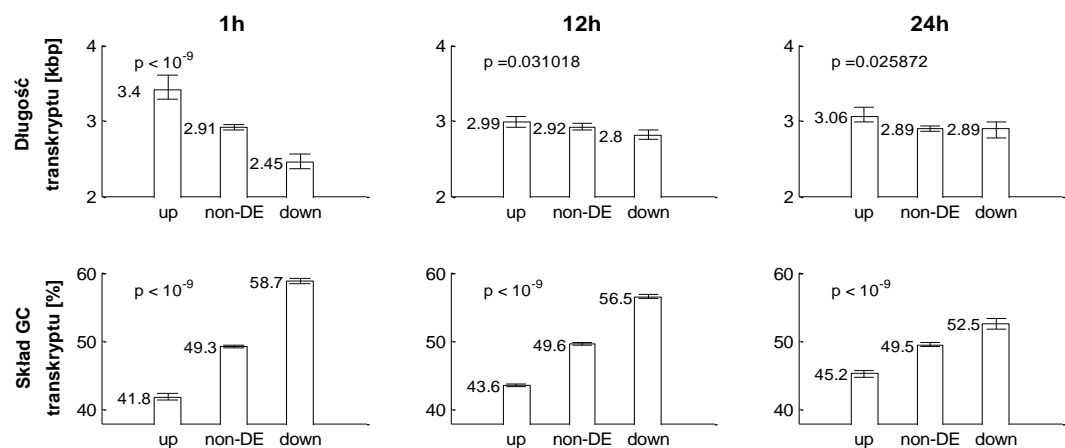 1h
12h
24h
Długość
transkryptu [kbp]
4
3
2
p < 10-9
3.4
2.91
2.45
up
non-DE
down
4
3
2
p =0.031018
2.99
2.92
2.8
up
non-DE
down
4
3
2
p =0.025872
3.06
2.89
2.89
up
non-DE
down
Skład GC
transkryptu [%]
60
50
40
p < 10-9
41.8
49.3
58.7
up
non-DE
down
60
50
40
p < 10-9
43.6
49.6
56.5
up
non-DE
down
60
50
40
p < 10-9
45.2
49.5
52.5
up
non-DE
down